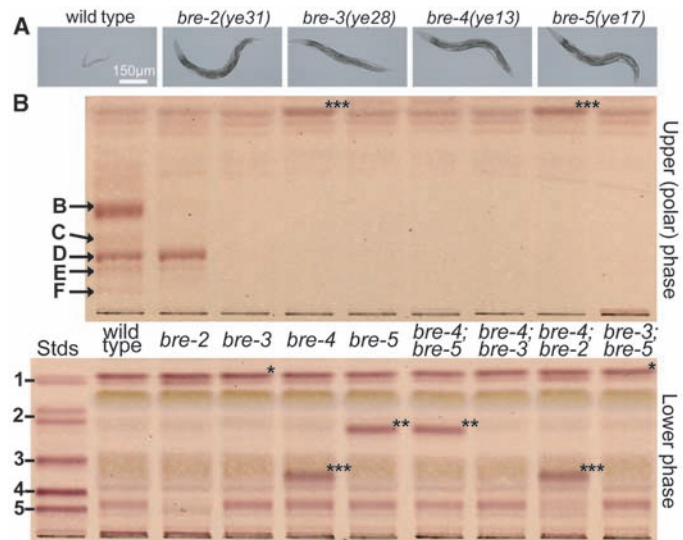 A
wild type bre-2(ye31) bre-3(ye28) bre-4(ye13) bre-5(ye17)
150µm
B
*** ***
B
C
D
E
F
Upper (polar) phase
Stds wild type bre-2 bre-3 bre-4 bre-5 bre-4; bre-5 bre-4; bre-3 bre-4; bre-2 bre-3; bre-5
1 * *
2 ** **
3 *** ***
4
5
Lower phase